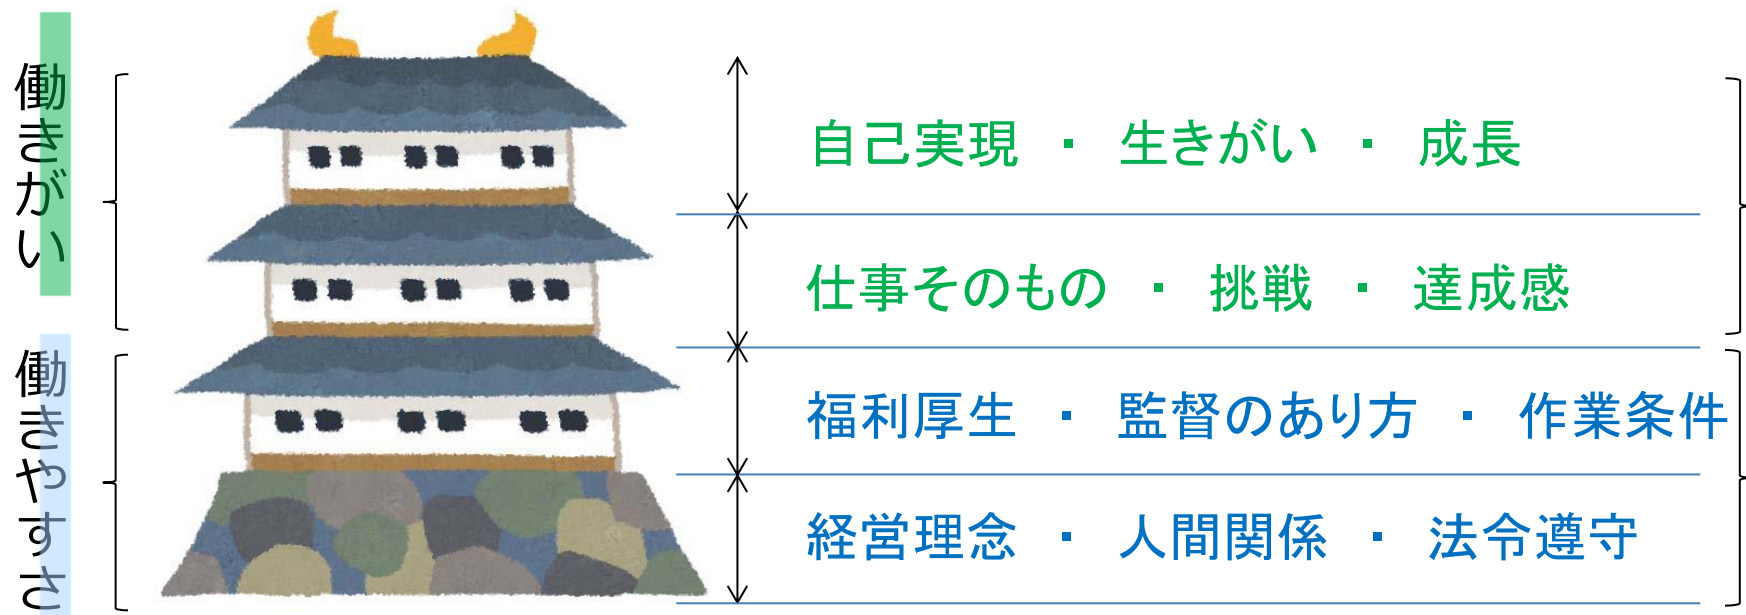 働きがい
自己実現 ・ 生きがい ・ 成長
仕事そのもの ・ 挑戦 ・ 達成感
働きやすさ
福利厚生 ・ 監督のあり方 ・ 作業条件
経営理念 ・ 人間関係 ・ 法令遵守